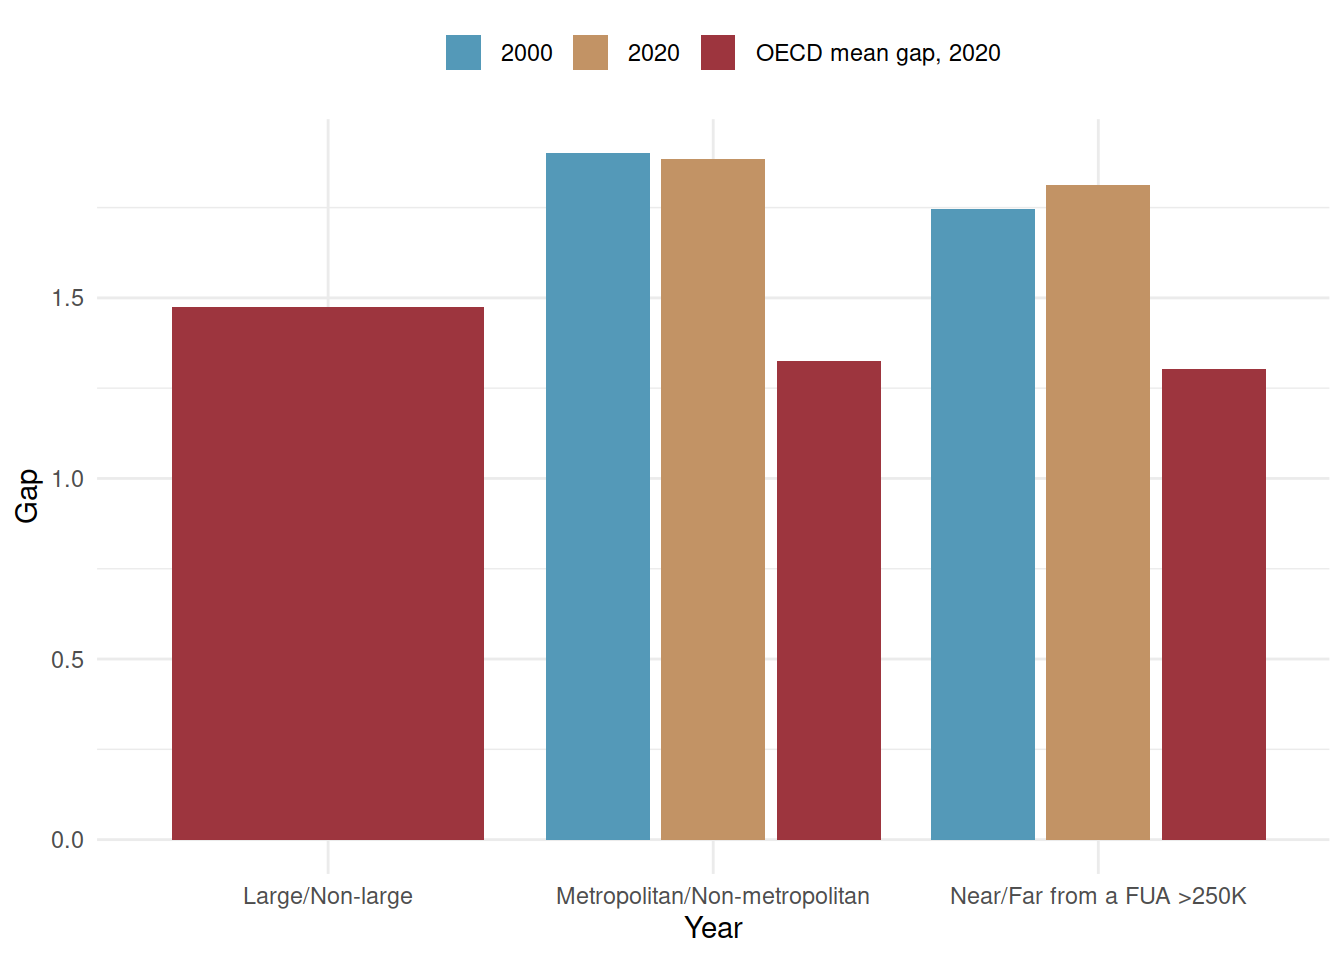 2000 2020 OECD mean gap, 2020
Gap
1.5
1.0
0.5
0.0
Large/Non-large Metropolitan/Non-metropolitan Near/Far from a FUA >250K
Year